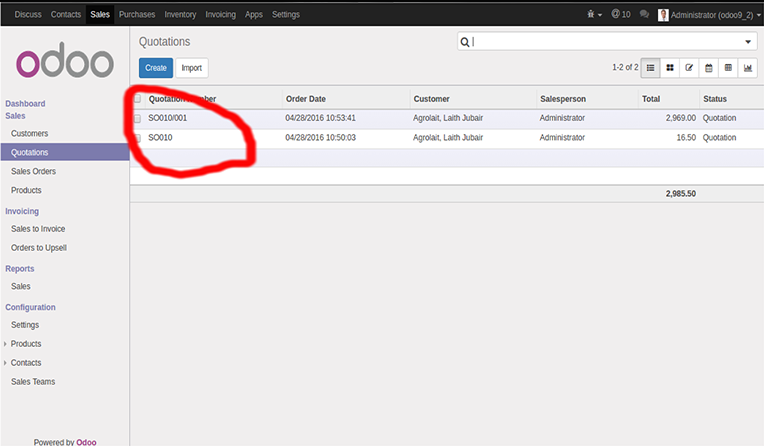 Discuss Contacts Sales Purchases Inventory Invoicing Apps Settings @10 Administrator (odoo9_2)
odoo
Quotations
Create Import
1-2 of 2
Dashboard
Sales
Customers
Quotations
Sales Orders
Products
Invoicing
Sales to Invoice
Orders to Upsell
Reports
Sales
Configuration
Settings
Products
Contacts
Sales Teams
Powered by Odoo
Quotation Order Date Customer Salesperson Total Status
SO010/001 04/28/2016 10:53:41 Agrolait, Laith Jubair Administrator 2,969.00 Quotation
SO010 04/28/2016 10:50:03 Agrolait, Laith Jubair Administrator 16.50 Quotation
2,985.50